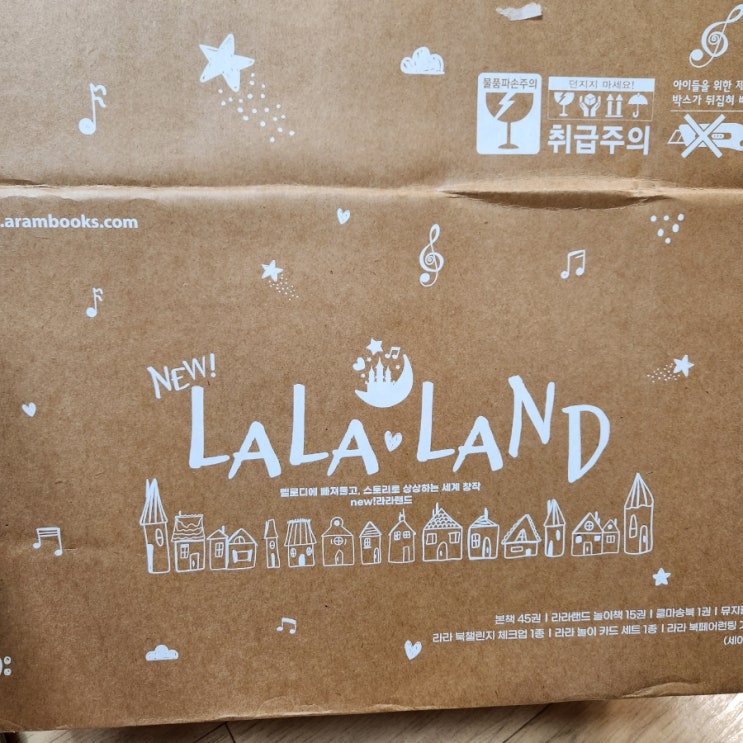 물품파손주의
던지지 마세요!
취급주의
아이들을 위한 제
박스가 뒤집혀
.arambooks.com
NEW!
LALA LAND
멜로디에 빠져들고, 스토리로 상상하는 세계 창작
new!라라랜드
본책 45권 | 라라랜드 놀이책 15권 | 콜마송북 1권 | 뮤지
라라 북챌린지 체크업 1종 | 라라 놀이 카드 세트 1종 | 라라 북페어런팅
(세이